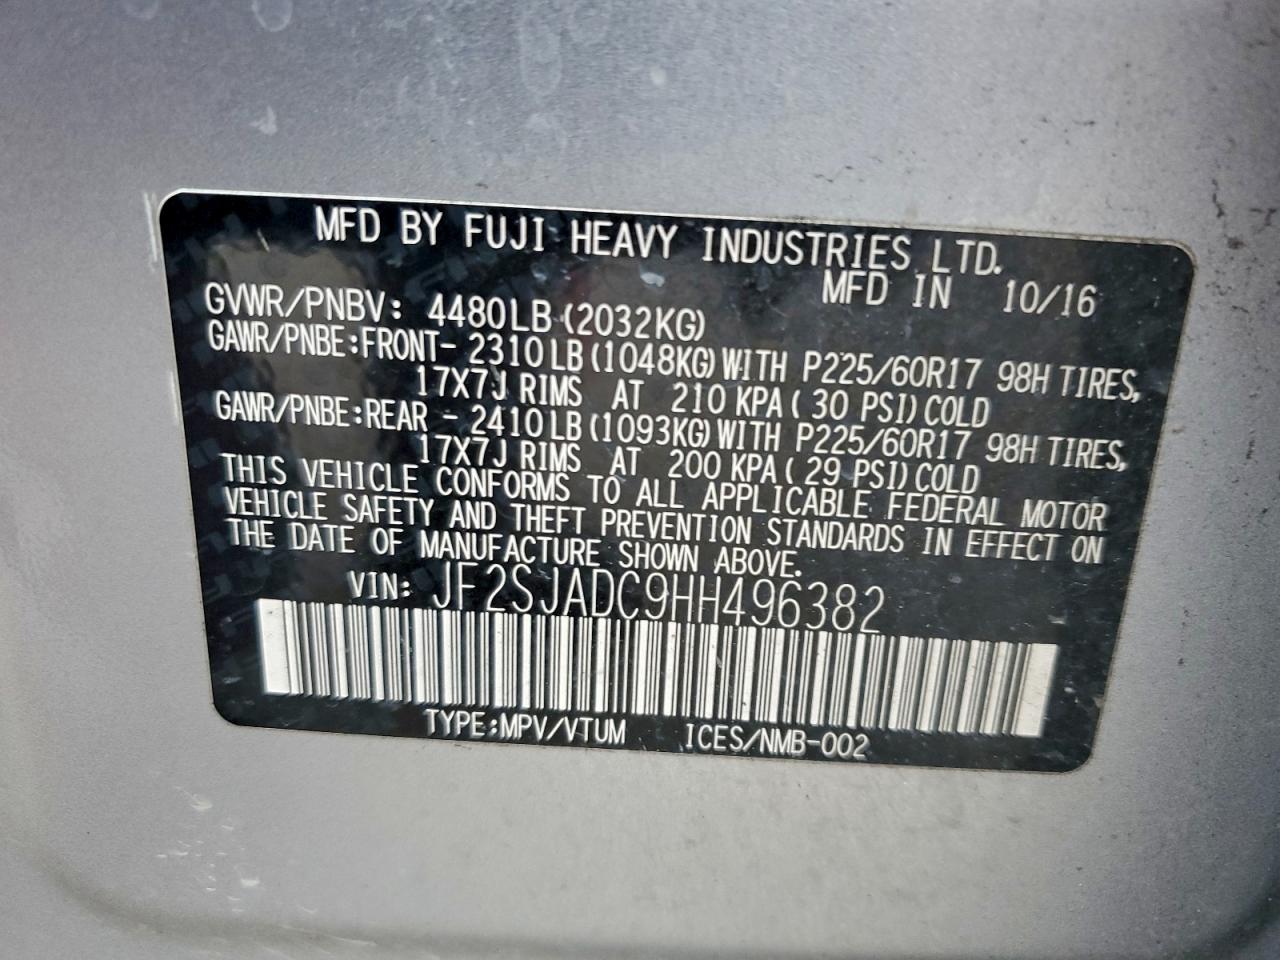 MFD BY FUJI HEAVY INDUSTRIES LTD.
MFD IN 10/16
GVWR/PNBV: 4480LB (2032KG)
GAWR/PNBE:FRONT- 2310LB (1048KG) WITH P225/60R17 98H TIRES,
17X7J RIMS AT 210 KPA ( 30 PSI) COLD
GAWR/PNBE:REAR - 2410LB (1093KG) WITH P225/60R17 98H TIRES,
17X7J RIMS AT 200 KPA ( 29 PSI) COLD
THIS VEHICLE CONFORMS TO ALL APPLICABLE FEDERAL MOTOR
VEHICLE SAFETY AND THEFT PREVENTION STANDARDS IN EFFECT ON
THE DATE OF MANUFACTURE SHOWN ABOVE.
VIN: JF2SJADC9HH496382
TYPE:MPV/VTUM ICES/NMB-002